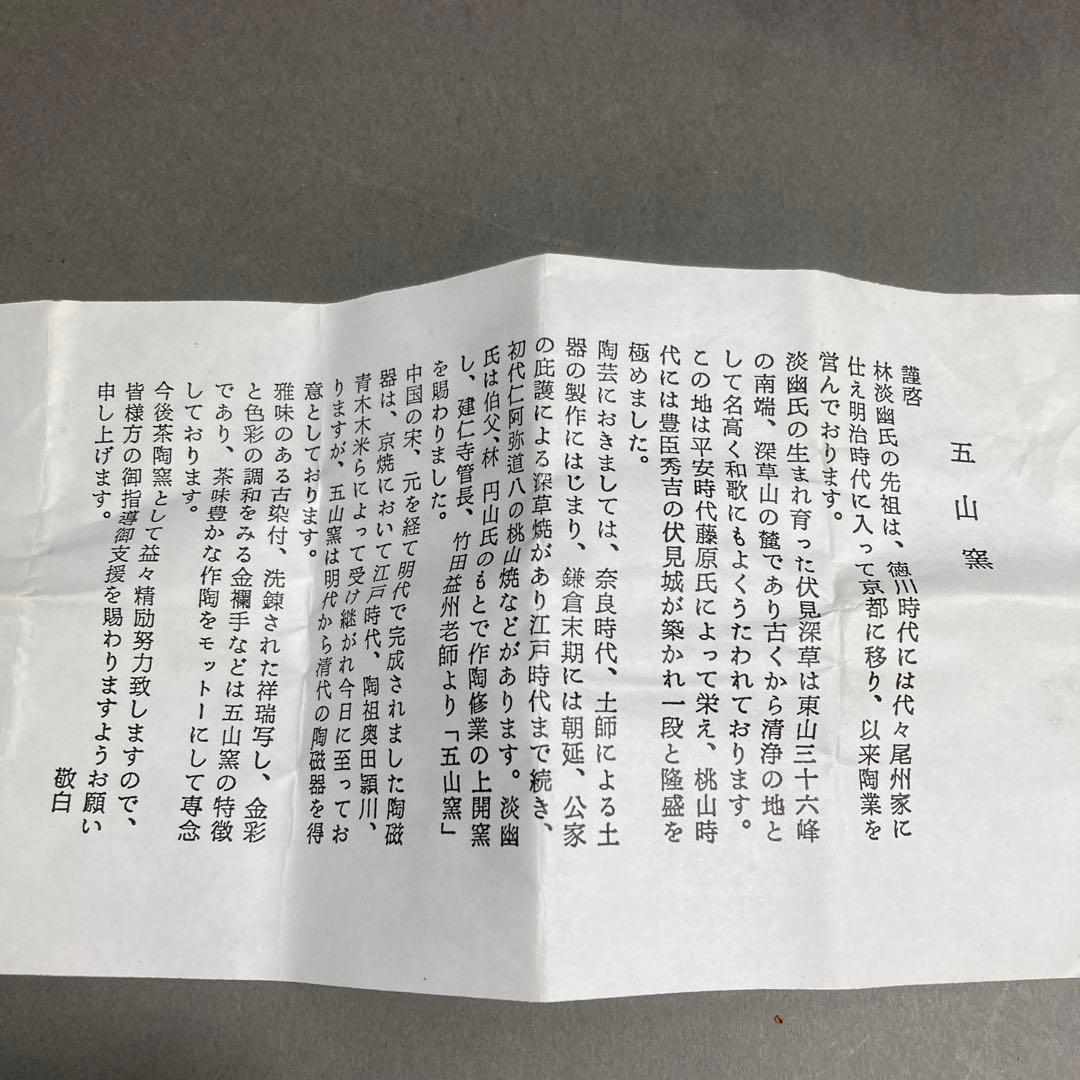 五山窯
謹啓
林淡幽氏の先祖は、徳川時代には代々尾州家に
仕え明治時代に入って京都に移り、以来陶業を
営んでおります。
淡幽氏の生まれ育った伏見深草は東山三十六峰
の南端、深草山の麓であり古くから清浄の地と
して名高く和歌にもよくうたわれております。
この地は平安時代藤原氏によって栄え、桃山時
代には豊臣秀吉の伏見城が築かれ一段と隆盛を
極めました。
陶芸におきましては、奈良時代、土師による土
器の製作にはじまり、鎌倉末期には朝延、公家
の庇護による深草焼があり江戸時代まで続き、
初代仁阿弥道八の桃山焼などがあります。淡幽
氏は伯父、林円山氏のもとで作陶修業の上開窯
し、建仁寺管長、竹田益州老師より「五山窯」
を賜わりました。
中国の宋、元を経て明代で完成されました陶磁
器は、京焼において江戸時代、陶祖奥田頴川、
青木木米らによって受け継がれ今日に至ってお
りますが、五山窯は明代から清代の陶磁器を得
意としております。
雅味のある古染付、洗錬された祥瑞写し、金彩
と色彩の調和をみる金襴手などは五山窯の特徴
であり、茶味豊かな作陶をモットーにして専念
しております。
今後茶陶窯として益々精励努力致しますので、
皆様方の御指導御支援を賜わりますようお願い
申し上げます。
敬白